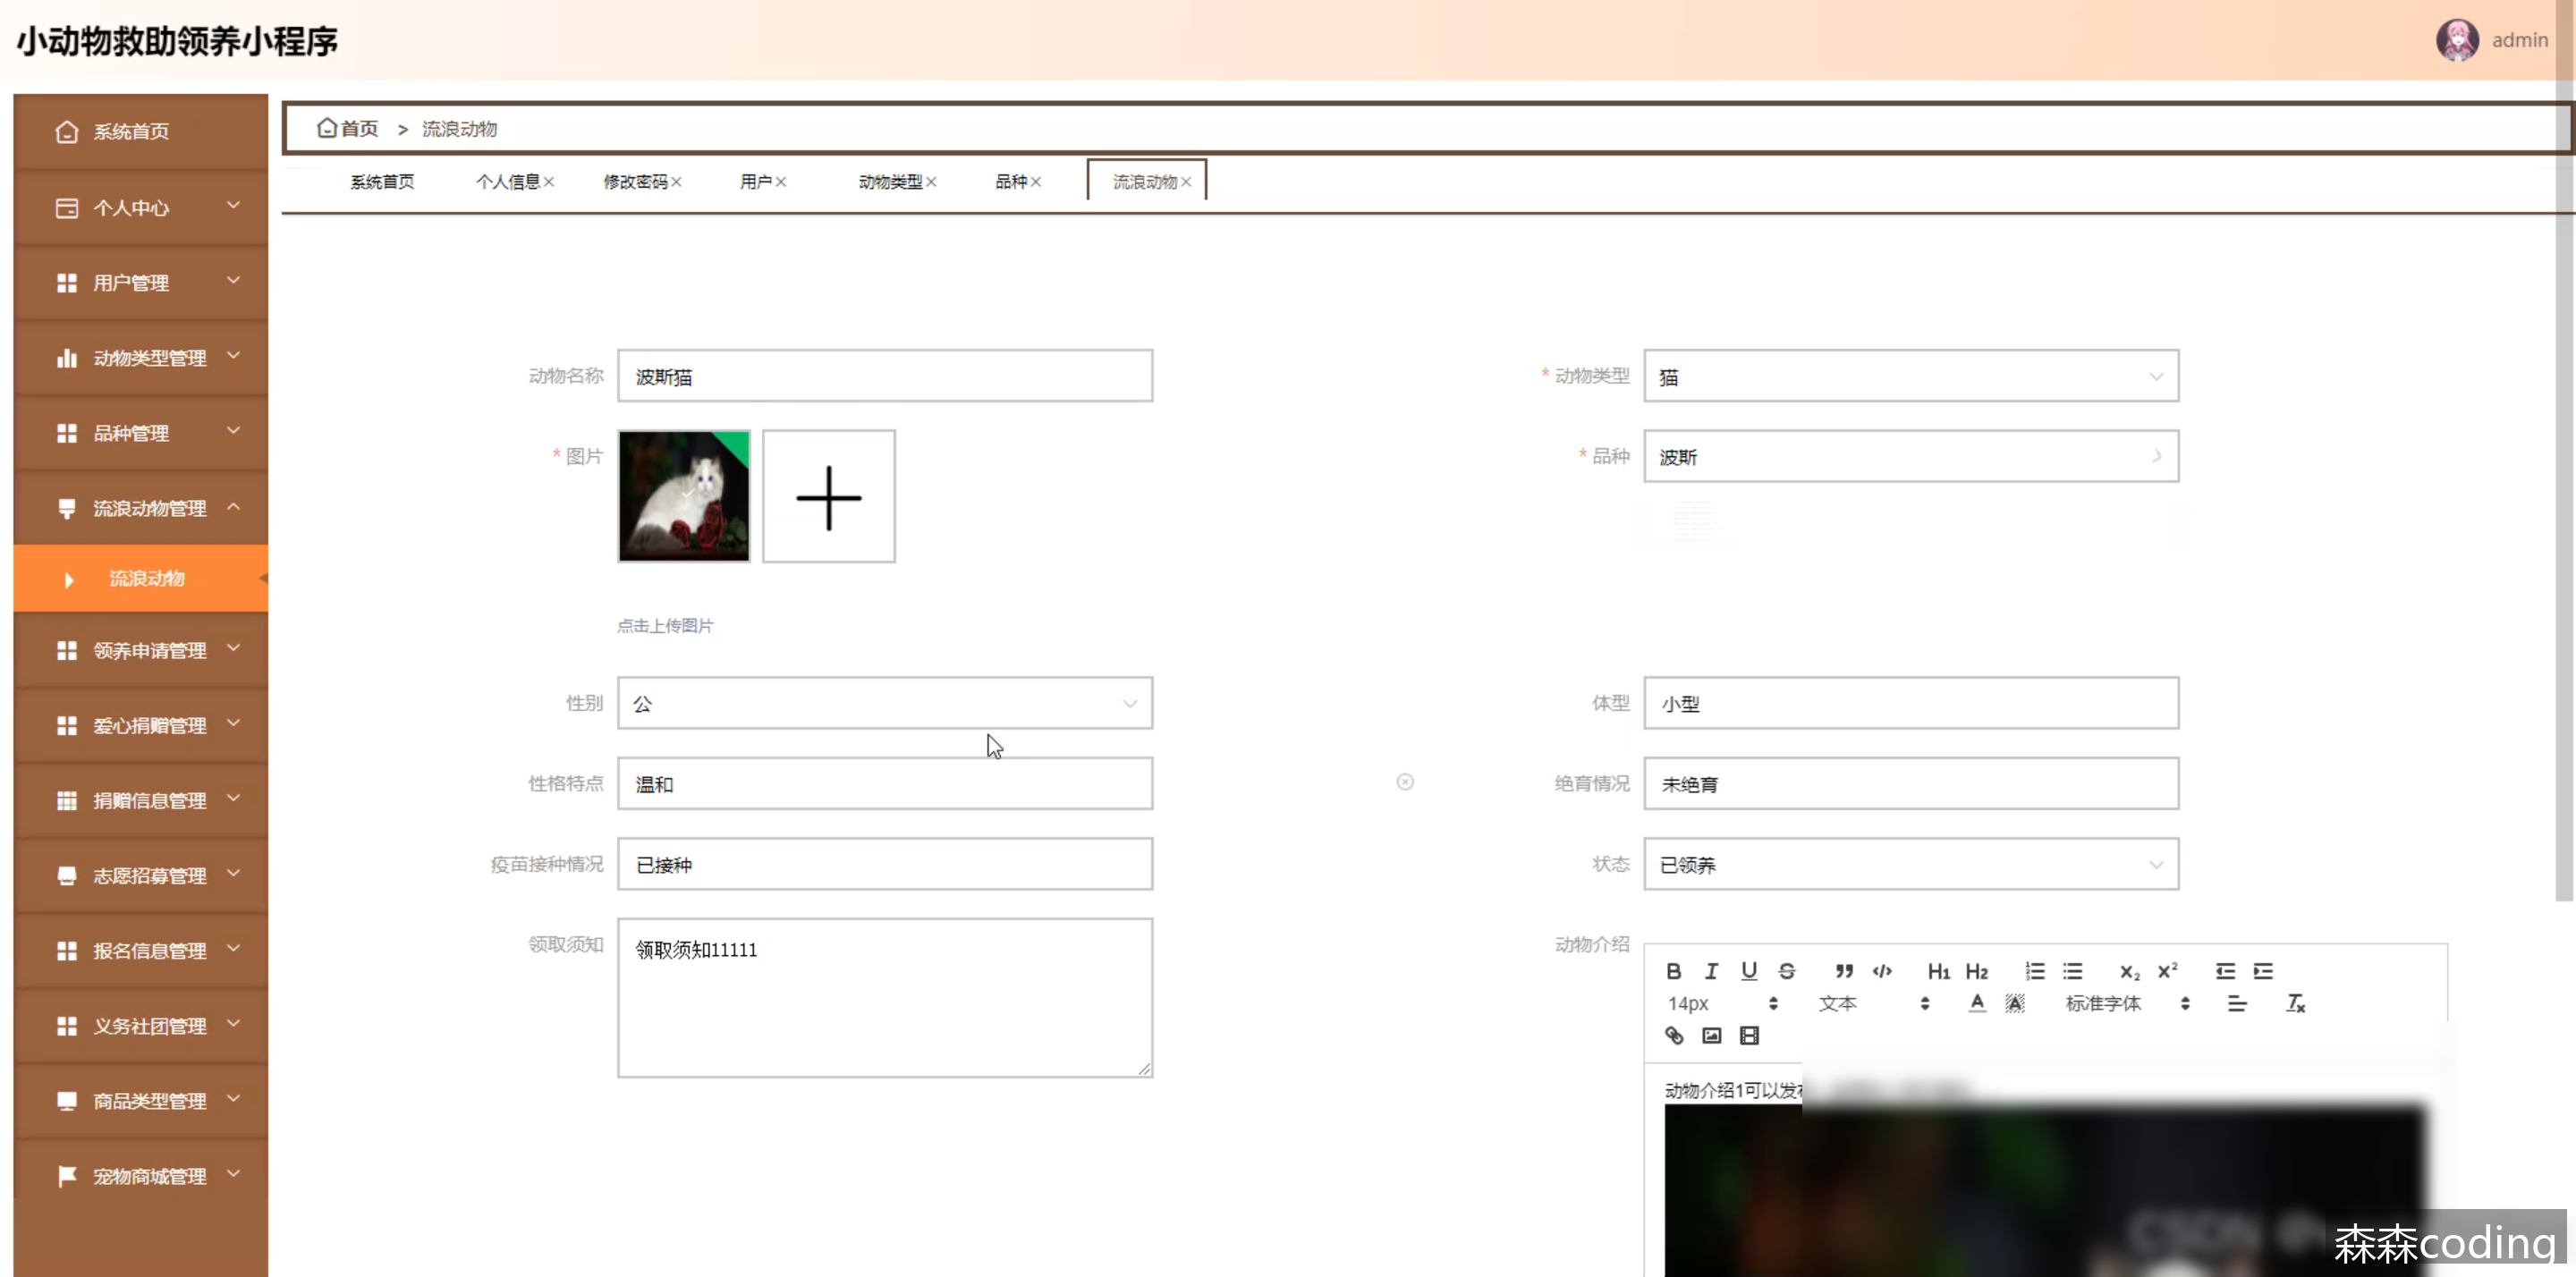 小动物救助领养小程序
admin
系统首页
个人中心
用户管理
动物类型管理
品种管理
流浪动物管理
流浪动物
领养申请管理
爱心捐赠管理
捐赠信息管理
志愿招募管理
报名信息管理
义务社团管理
商品类型管理
宠物商城管理
首页 > 流浪动物
系统首页 个人信息× 修改密码× 用户× 动物类型× 品种× 流浪动物×
动物名称 波斯猫 * 动物类型 猫
* 图片 * 品种 波斯
点击上传图片
性别 公 体型 小型
性格特点 温和 绝育情况 未绝育
疫苗接种情况 已接种 状态 已领养
领取须知 领取须知11111 动物介绍
B I U S H1 H2 X2 X2
14px 文本 A A 标准字体 Tx
动物介绍1可以发
森森coding